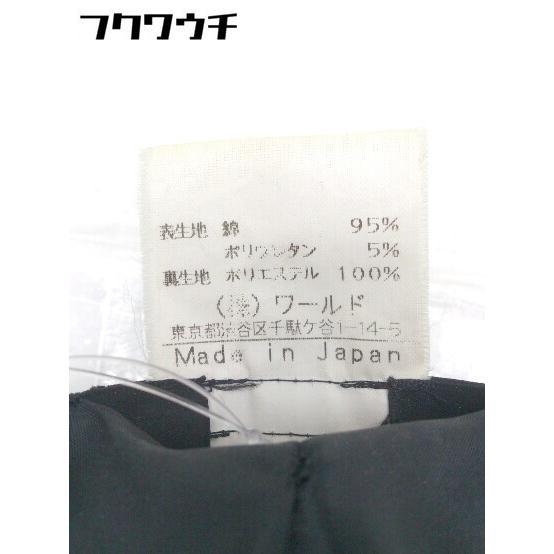 フクワウチ
表生地 綿 95%
ポリウレタン 5%
裏生地 ポリエステル 100%
(株)ワールド
東京都渋谷区千駄ケ谷1-14-5
Made in Japan